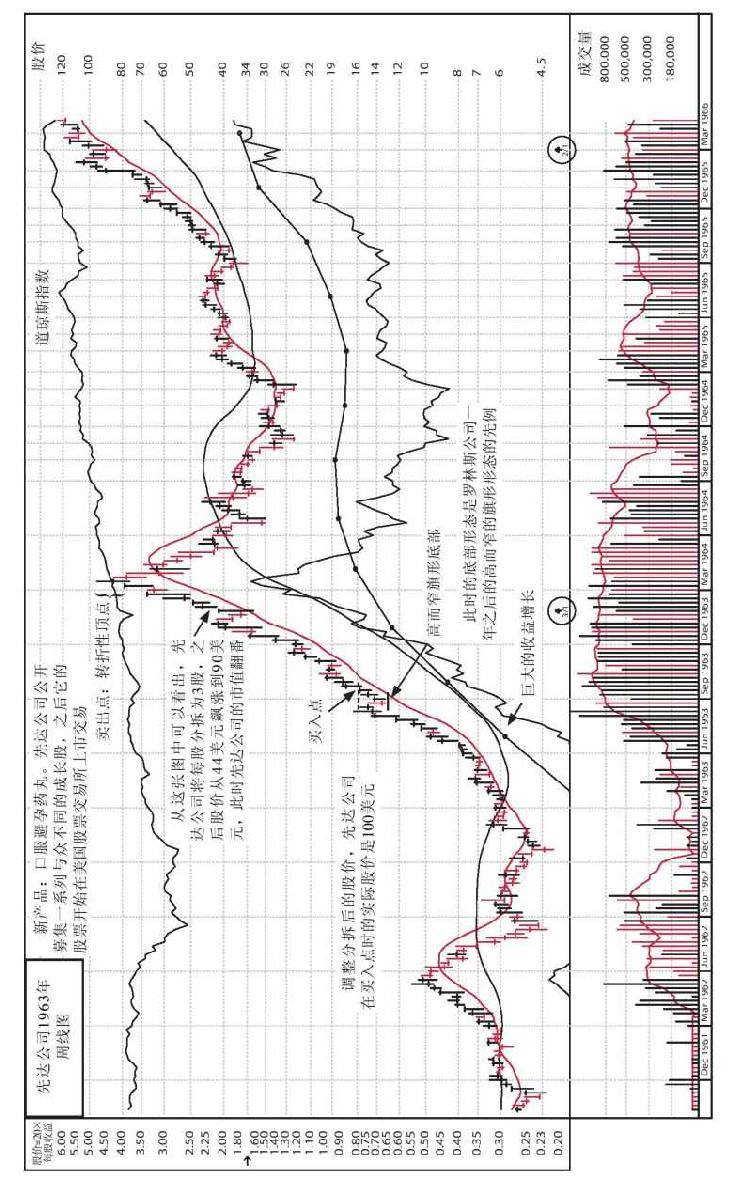 先达公司1963年
周线图
新产品：口服避孕药丸。先达公司公开
募集一系列与众不同的成长股，之后它的
股票开始在美国股票交易所上市交易
卖出点：转折性顶点
道琼斯指数
从这张图中可以看出，先
达公司将每股分拆为3股，之
后股价从44美元飙涨到90美
元，此时先达公司的市值翻番
买入点
调整分拆后的股价，先达公司
在买入点时的实际股价是100美元
高而窄旗形底部
此时的底部形态是罗林斯公司一
年之后的高而窄的旗形形态的先例
巨大的收益增长
股价=20×
每股收益
6.00
5.50
5.00
4.00
3.50
3.00
2.50
2.25
2.00
1.80
1.60
1.50
1.40
1.30
1.20
1.10
1.00
0.90
0.80
0.75
0.70
0.65
0.60
0.55
0.50
0.45
0.40
0.35
0.30
0.25
0.23
0.20
股价
120
100
80
70
60
50
40
34
30
26
22
19
16
14
12
10
8
7
6
4.5
成交量
800,000
500,000
300,000
180,000
3/1
2/1
Dec 1961
Mar 1962
Jun 1962
Sep 1962
Dec 1962
Mar 1963
Jun 1963
Sep 1963
Dec 1963
Mar 1964
Jun 1964
Sep 1964
Dec 1964
Mar 1965
Jun 1965
Sep 1965
Dec 1965
Mar 1966